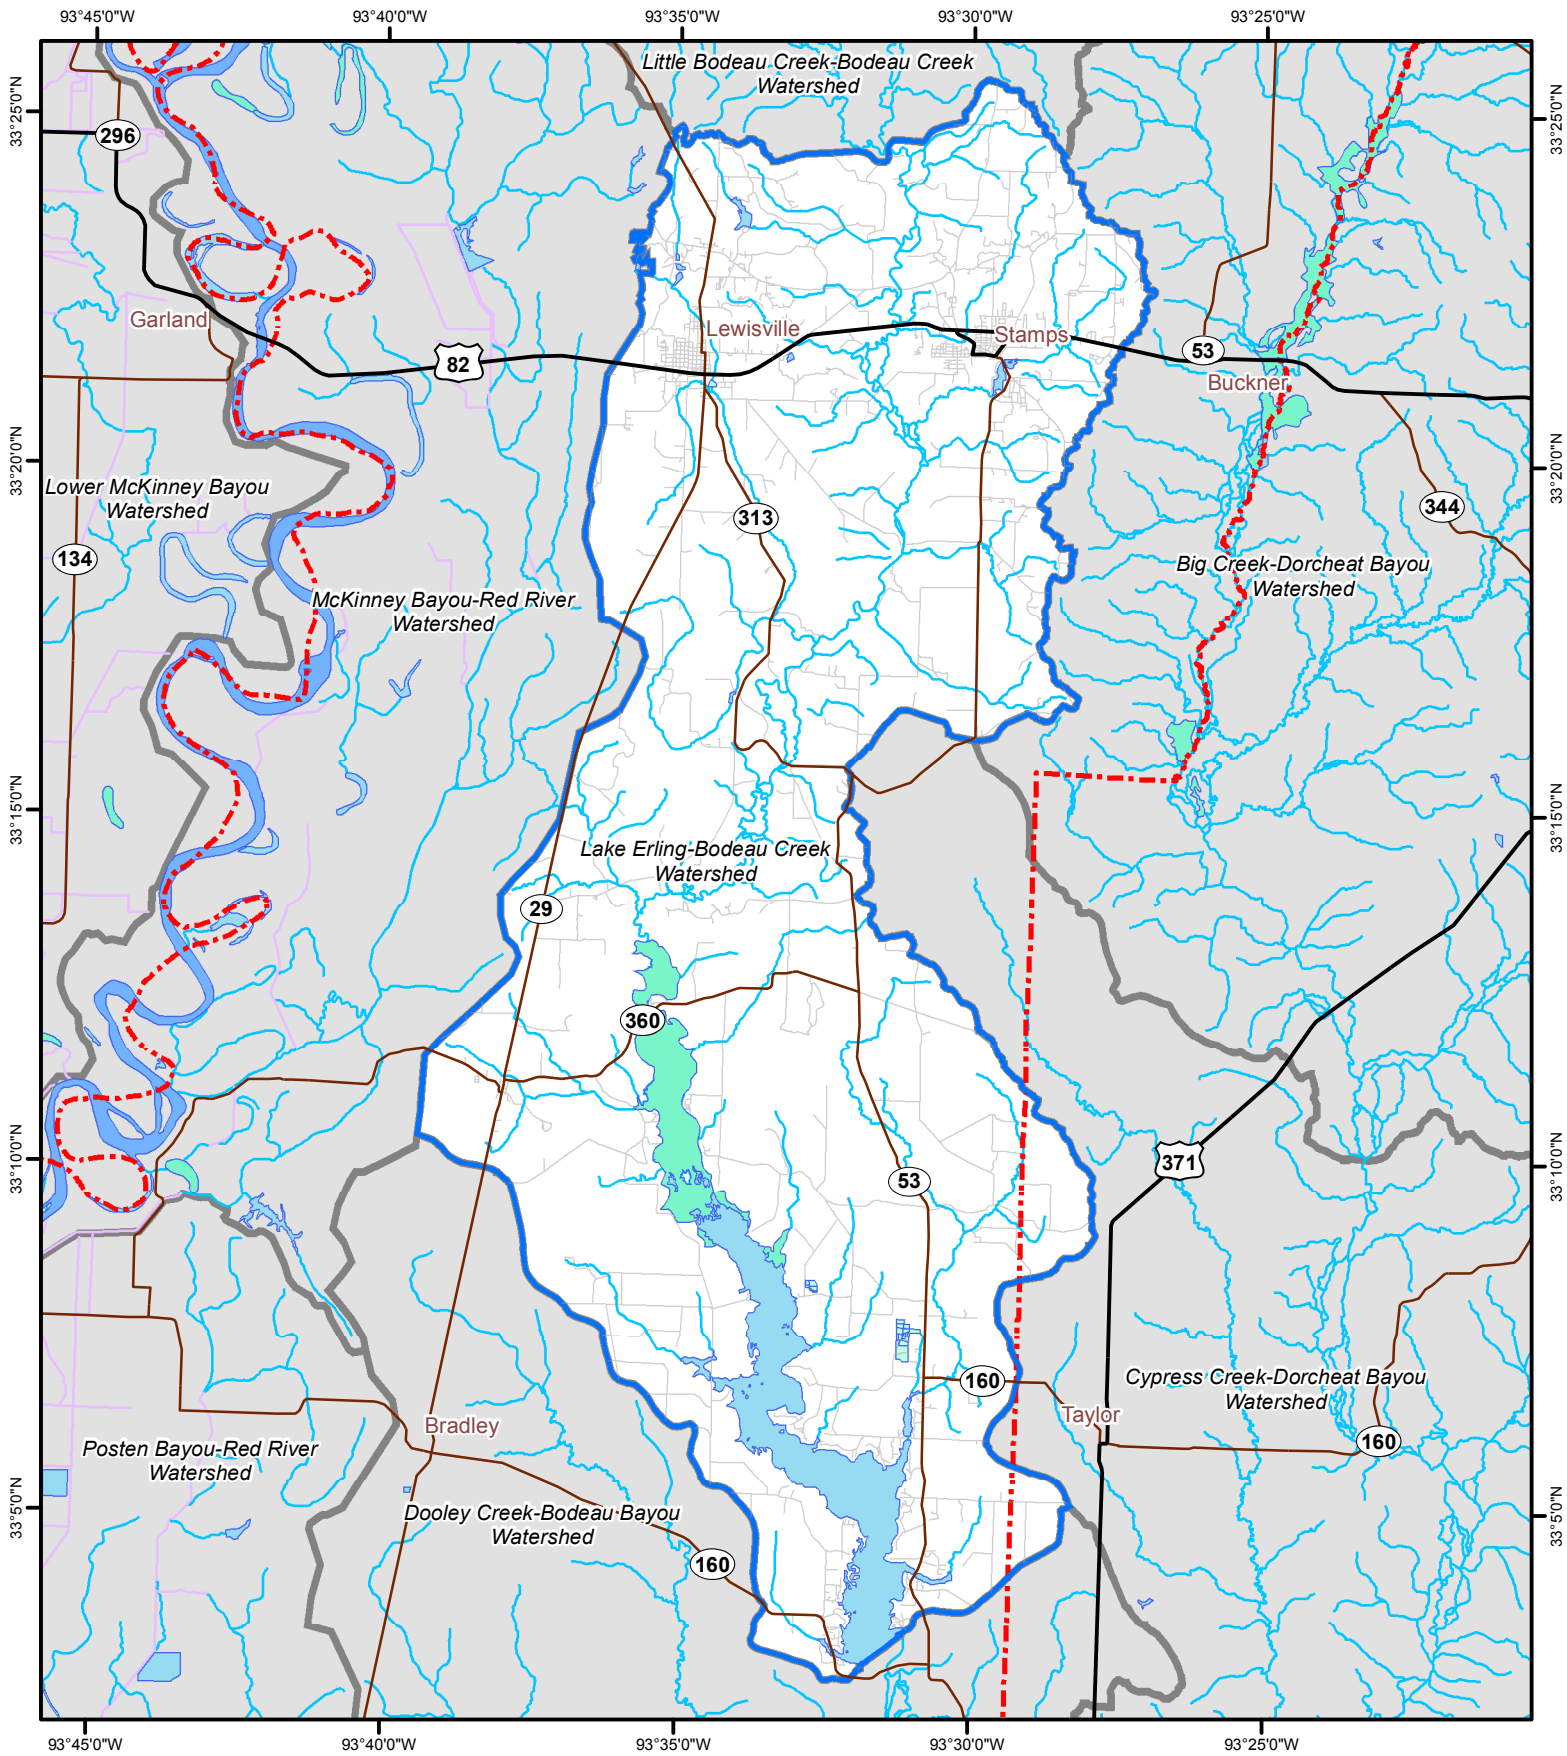 93°45'0"W
93°40'0"W
93°35'0"W
93°30'0"W
93°25'0"W
Little Bodeau Creek-Bodeau Creek
Watershed
33°25'0"N
33°25'0"N
296
Garland
Lewisville
Stamps
82
53
Buckner
33°20'0"N
33°20'0"N
Lower McKinney Bayou
Watershed
313
344
134
Big Creek-Dorcheat Bayou
Watershed
McKinney Bayou-Red River
Watershed
33°15'0"N
33°15'0"N
Lake Erling-Bodeau Creek
Watershed
29
360
33°10'0"N
33°10'0"N
371
53
160
Cypress Creek-Dorcheat Bayou
Watershed
Taylor
Bradley
160
Posten Bayou-Red River
Watershed
33°5'0"N
33°5'0"N
Dooley Creek-Bodeau Bayou
Watershed
160
93°45'0"W
93°40'0"W
93°35'0"W
93°30'0"W
93°25'0"W